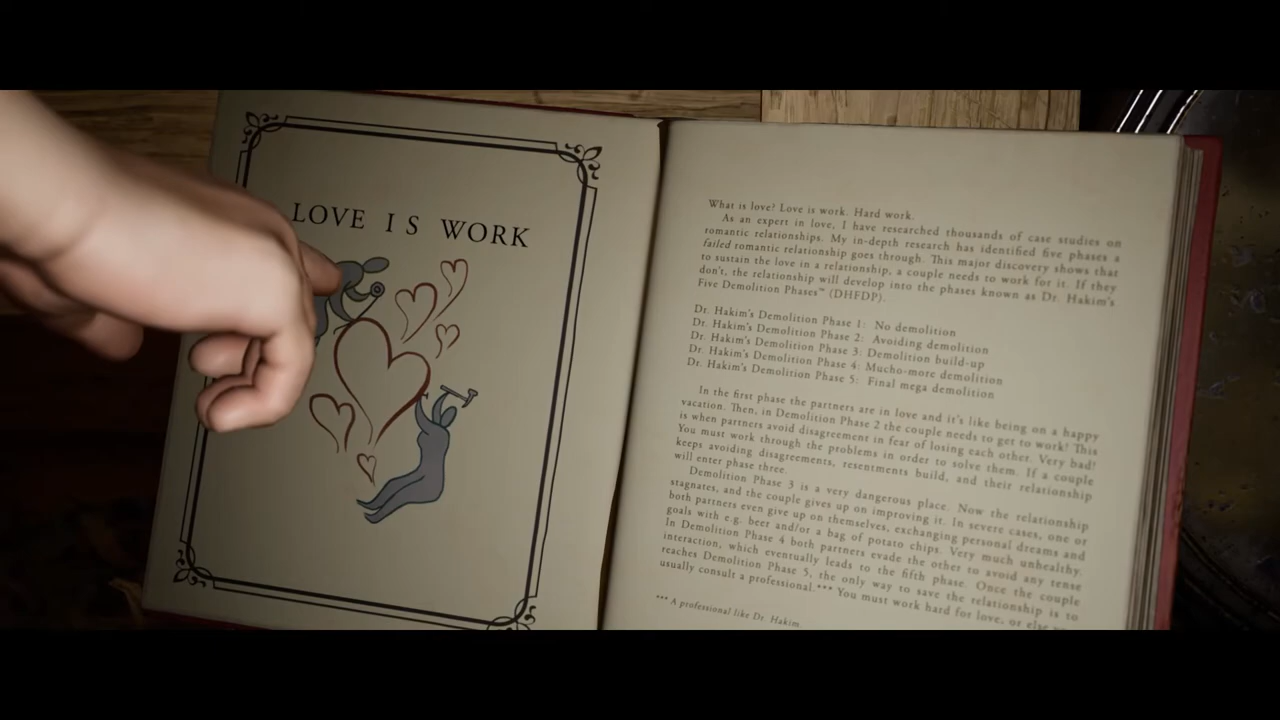 LOVE IS WORK
What is love? Love is work. Hard work.
As an expert in love, I have researched thousands of case studies on
romantic relationships. My in-depth research has identified five phases a
failed romantic relationship goes through. This major discovery shows that
to sustain the love in a relationship, a couple needs to work for it. If they
don't, the relationship will develop into the phases known as Dr. Hakim's
Five Demolition Phases™ (DHFDP).
Dr. Hakim's Demolition Phase 1: No demolition
Dr. Hakim's Demolition Phase 2: Avoiding demolition
Dr. Hakim's Demolition Phase 3: Demolition build-up
Dr. Hakim's Demolition Phase 4: Mucho-more demolition
Dr. Hakim's Demolition Phase 5: Final mega demolition
In the first phase the partners are in love and it's like being on a happy
vacation. Then, in Demolition Phase 2 the couple needs to get to work! This
is when partners avoid disagreement in fear of losing each other. Very bad!
You must work through the problems in order to solve them. If a couple
keeps avoiding disagreements, resentments build, and their relationship
will enter phase three.
Demolition Phase 3 is a very dangerous place. Now the relationship
stagnates, and the couple gives up on improving it. In severe cases, one or
both partners even give up on themselves, exchanging personal dreams and
goals with e.g. beer and/or a bag of potato chips. Very much unhealthy.
In Demolition Phase 4 both partners evade the other to avoid any tense
interaction, which eventually leads to the fifth phase. Once the couple
reaches Demolition Phase 5, the only way to save the relationship is to
usually consult a professional.*** You must work hard for love, or else
*** A professional like Dr. Hakim.